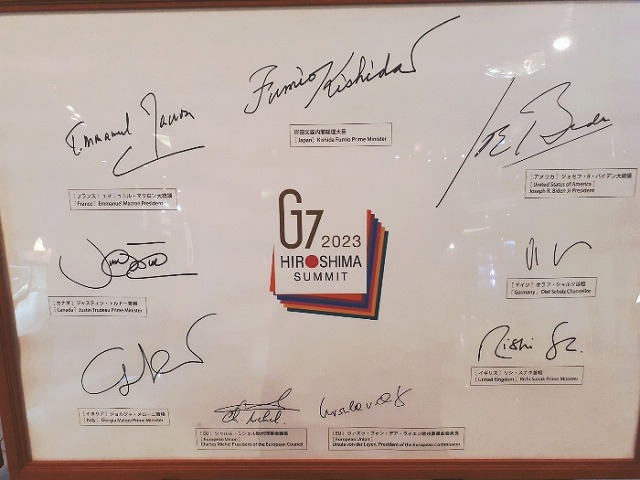 Fumio Kishida
岸田文雄内閣総理大臣
[Japan] Kishida Fumio Prime Minister
Emmanuel Macron
[フランス] エマニュエル・マクロン大統領
[France] Emmanuel Macron President
[アメリカ] ジョセフ・R・バイデン大統領
[United States of America]
Joseph R. Biden Jr President
G7 2023
HIROSHIMA
SUMMIT
[カナダ] ジャスティン・トルドー首相
[Canada] Justin Trudeau Prime Minister
[ドイツ] オラフ・ショルツ首相
[Germany] Olaf Scholz Chancellor
Rishi S
[イギリス] リシ・スナク首相
[United Kingdom] Rishi Sunak Prime Minister
[イタリア] ジョルジャ・メローニ首相
[Italy] Giorgia Meloni Prime Minister
Ch. Michel
[EU] シャルル・ミシェル欧州理事会議長
[European Union]
Charles Michel President of the European Council
[EU] ウァズラ・フォン・デア・ライエン欧州委員会委員長
[European Union]
Ursula von der Leyen, President of the European Commission